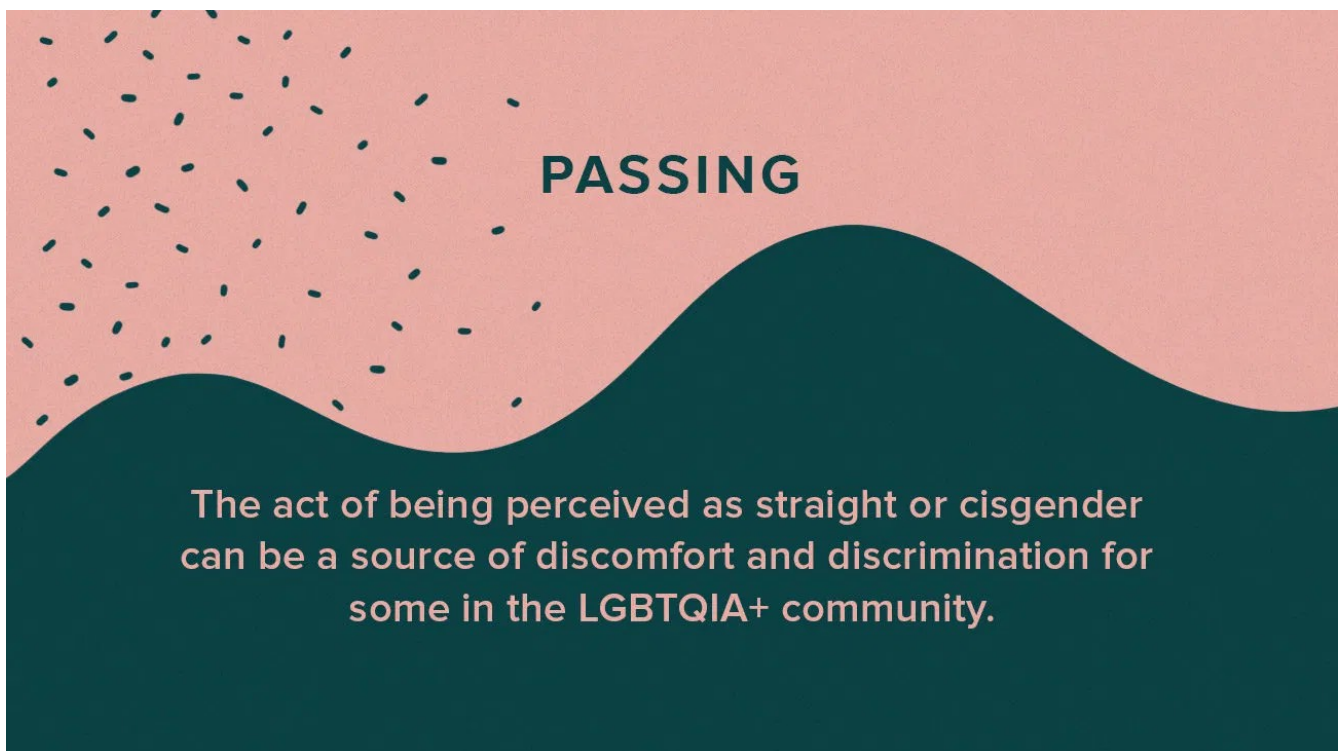 PASSING
The act of being perceived as straight or cisgender
can be a source of discomfort and discrimination for
some in the LGBTQIA+ community.